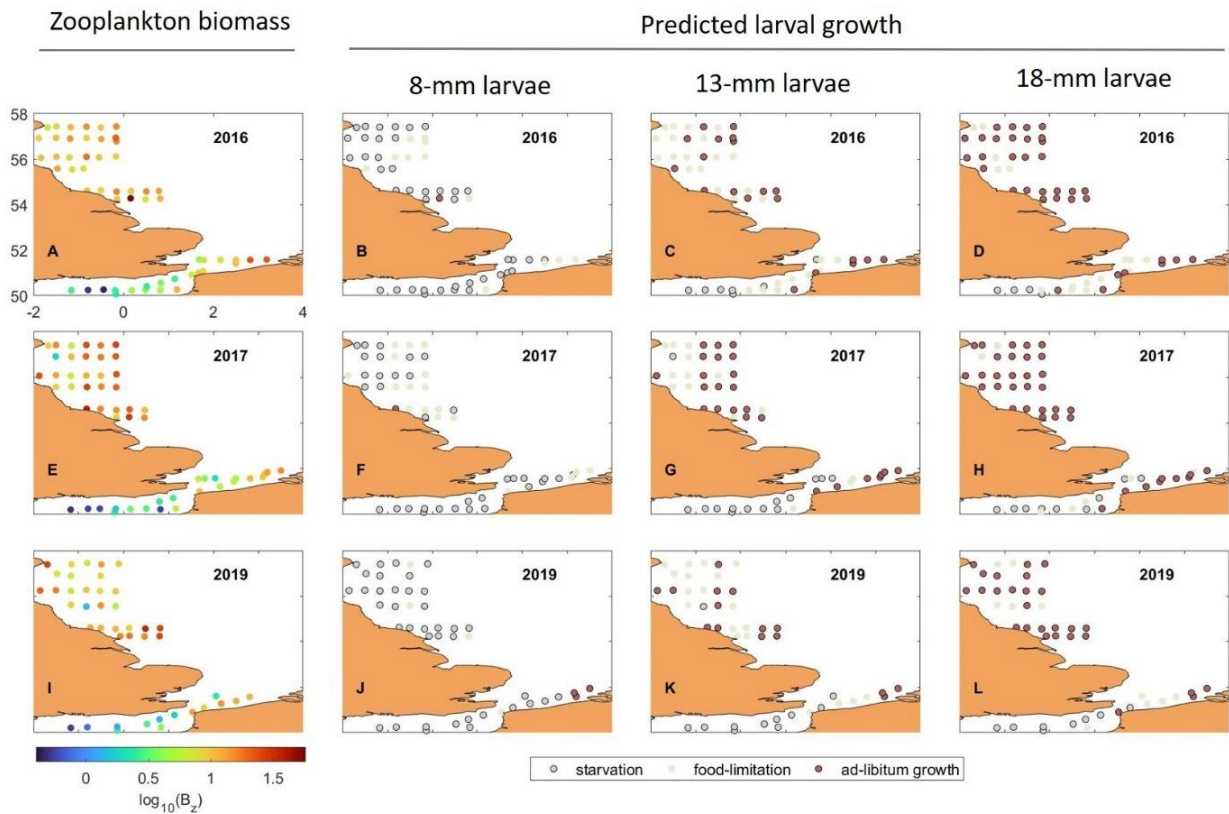 Zooplankton biomass
Predicted larval growth
8-mm larvae
13-mm larvae
18-mm larvae
58
56
54
52
50
-2
0
2
4
2016
A
2016
B
2016
C
2016
D
2017
E
2017
F
2017
G
2017
H
2019
I
2019
J
2019
K
2019
L
0
0.5
1
1.5
log10(Bz)
starvation
food-limitation
ad-libitum growth